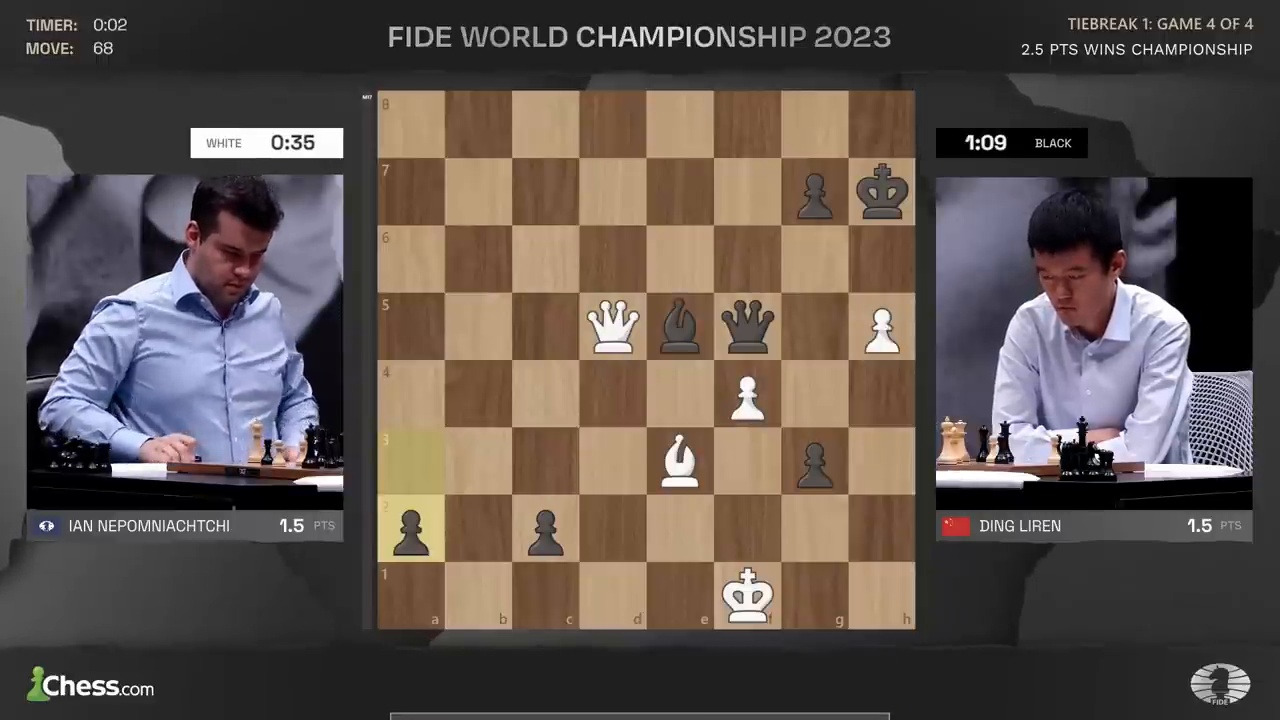 TIMER: 0:02
MOVE: 68
FIDE WORLD CHAMPIONSHIP 2023
TIEBREAK 1: GAME 4 OF 4
2.5 PTS WINS CHAMPIONSHIP
M17
WHITE 0:35
1:09 BLACK
8
7
6
5
4
3
2
1
a b c d e f g h
IAN NEPOMNIACHTCHI 1.5 PTS
DING LIREN 1.5 PTS
Chess.com
FIDE